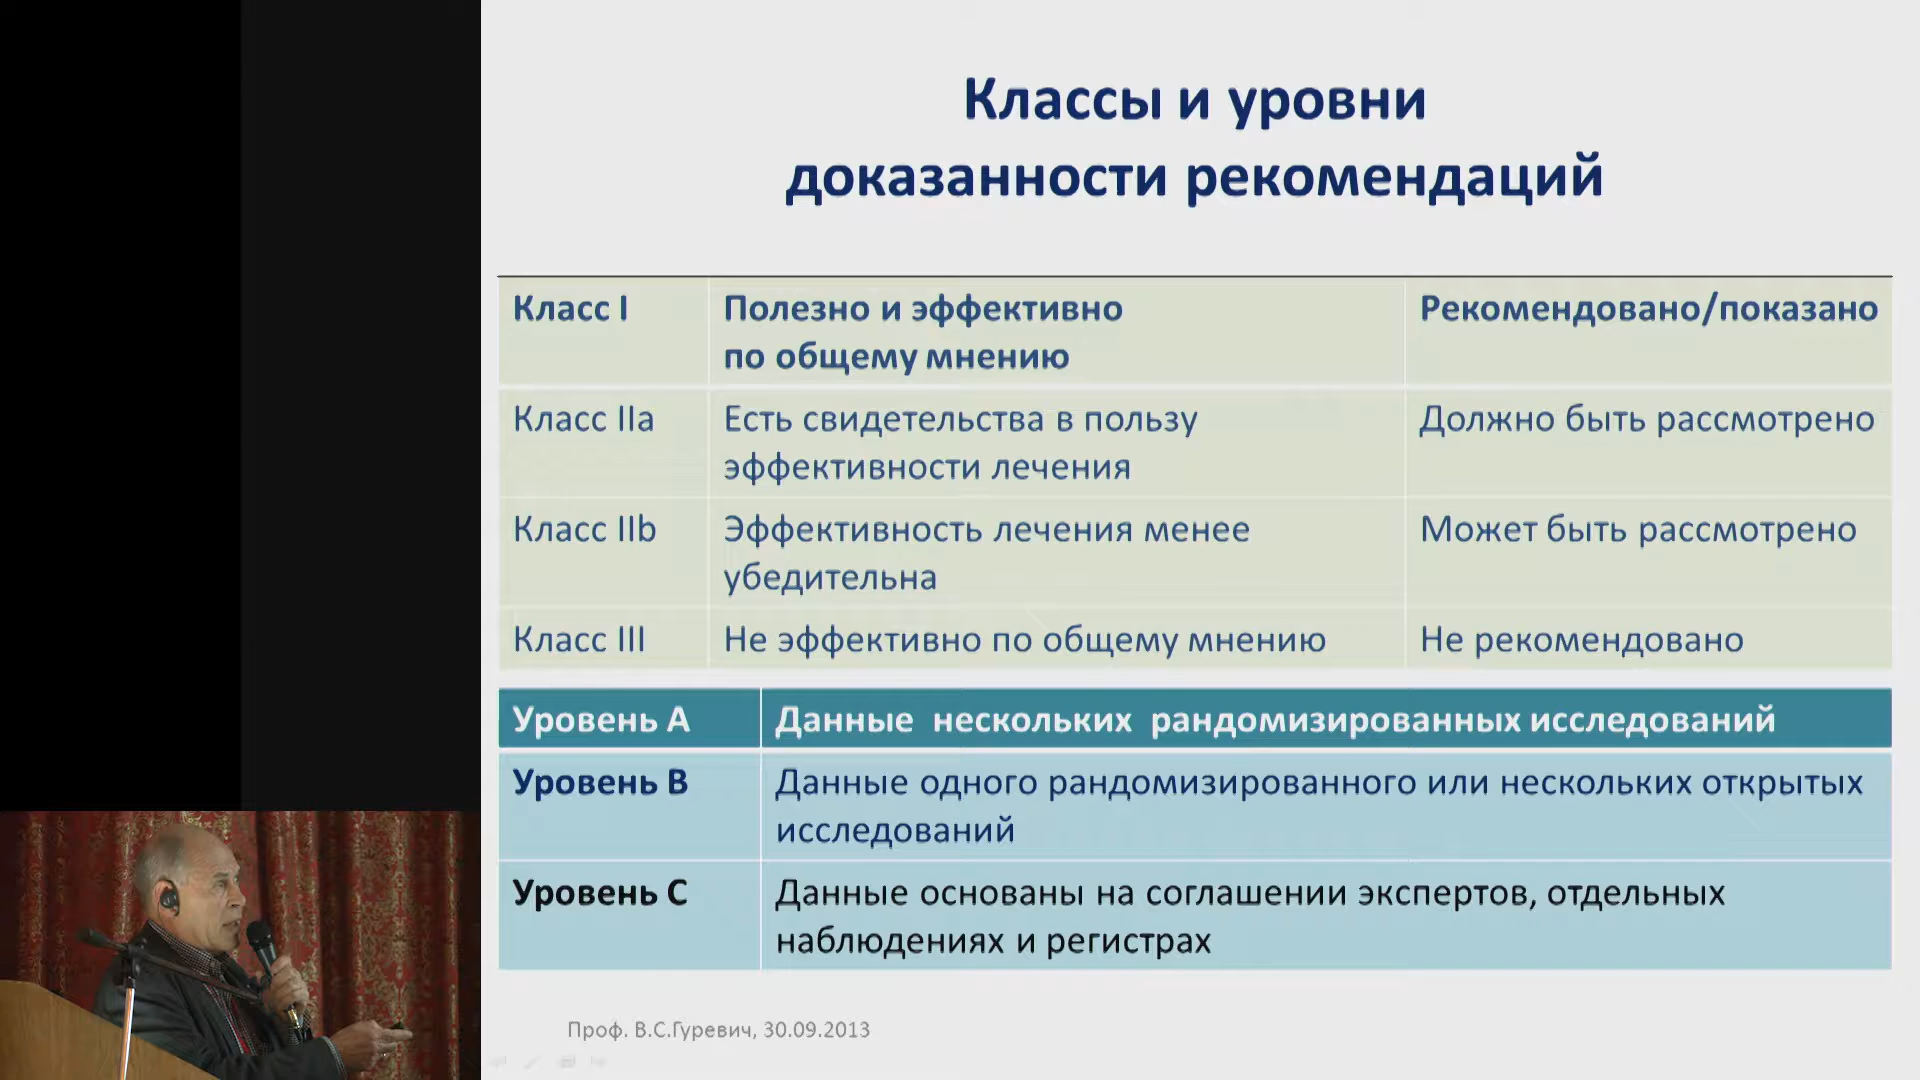 Классы и уровни
доказанности рекомендаций
Класс I
Полезно и эффективно
по общему мнению
Рекомендовано/показано
Класс IIa
Есть свидетельства в пользу
эффективности лечения
Должно быть рассмотрено
Класс IIb
Эффективность лечения менее
убедительна
Может быть рассмотрено
Класс III
Не эффективно по общему мнению
Не рекомендовано
Уровень А
Данные нескольких рандомизированных исследований
Уровень В
Данные одного рандомизированного или нескольких открытых
исследований
Уровень С
Данные основаны на соглашении экспертов, отдельных
наблюдениях и регистрах
Проф. В.С.Гуревич, 30.09.2013